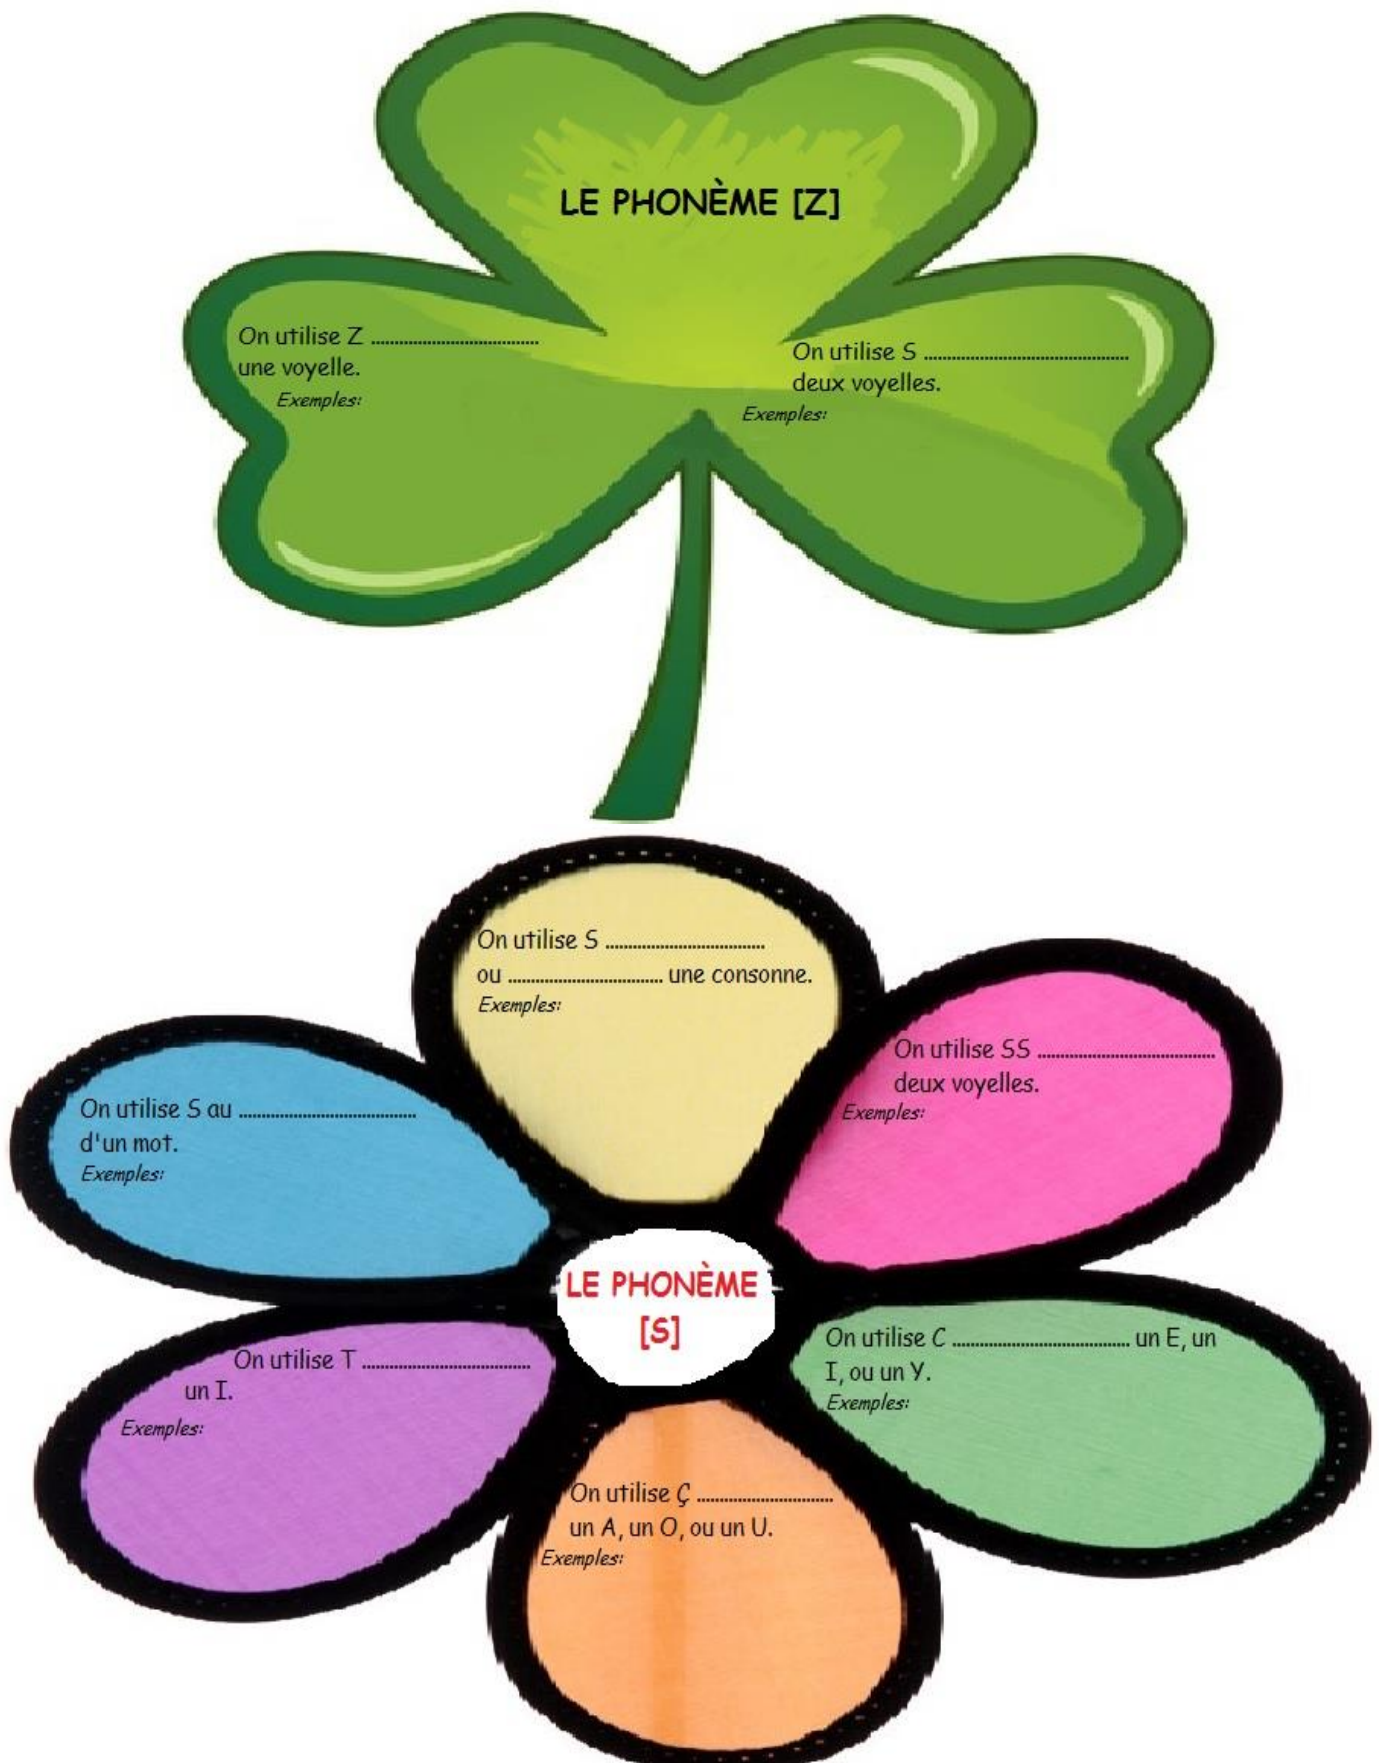 LE PHONÈME [Z]
On utilise Z ........................................
une voyelle.
Exemples:
On utilise S ................................................
deux voyelles.
Exemples:
On utilise S .....................................
ou .................................... une consonne.
Exemples:
On utilise SS ..........................................
deux voyelles.
Exemples:
On utilise S au ..........................................
d'un mot.
Exemples:
LE PHONÈME
[S]
On utilise C .......................................... un E, un
I, ou un Y.
Exemples:
On utilise T ........................................
un I.
Exemples:
On utilise Ç ................................
un A, un O, ou un U.
Exemples: